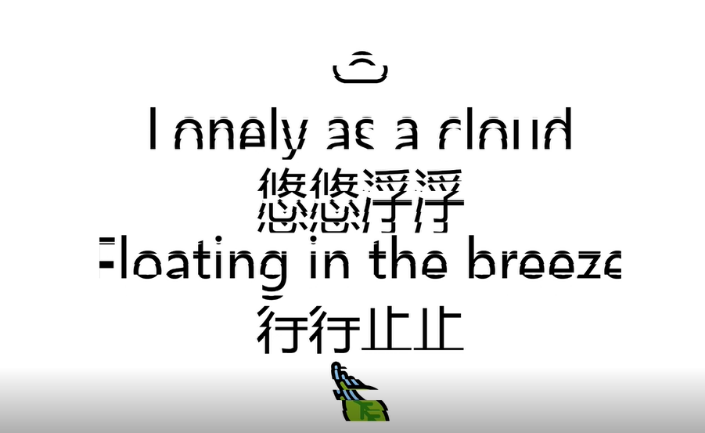 Lonely as a cloud
悠悠浮浮
Floating in the breeze
行行止止